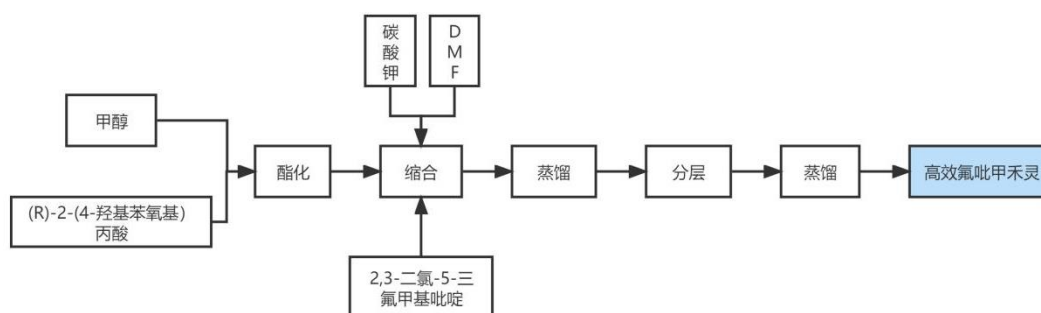 碳
酸
钾
D
M
F
甲醇
酯化
缩合
蒸馏
分层
蒸馏
高效氟吡甲禾灵
(R)-2-(4-羟基苯氧基)
丙酸
2,3-二氯-5-三
氟甲基吡啶